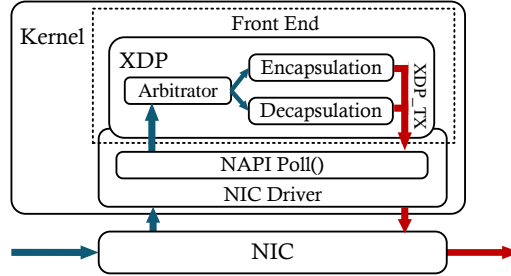 Front End
Kernel
XDP
Encapsulation
Arbitrator
Decapsulation
XDP_TX
NAPI Poll()
NIC Driver
NIC